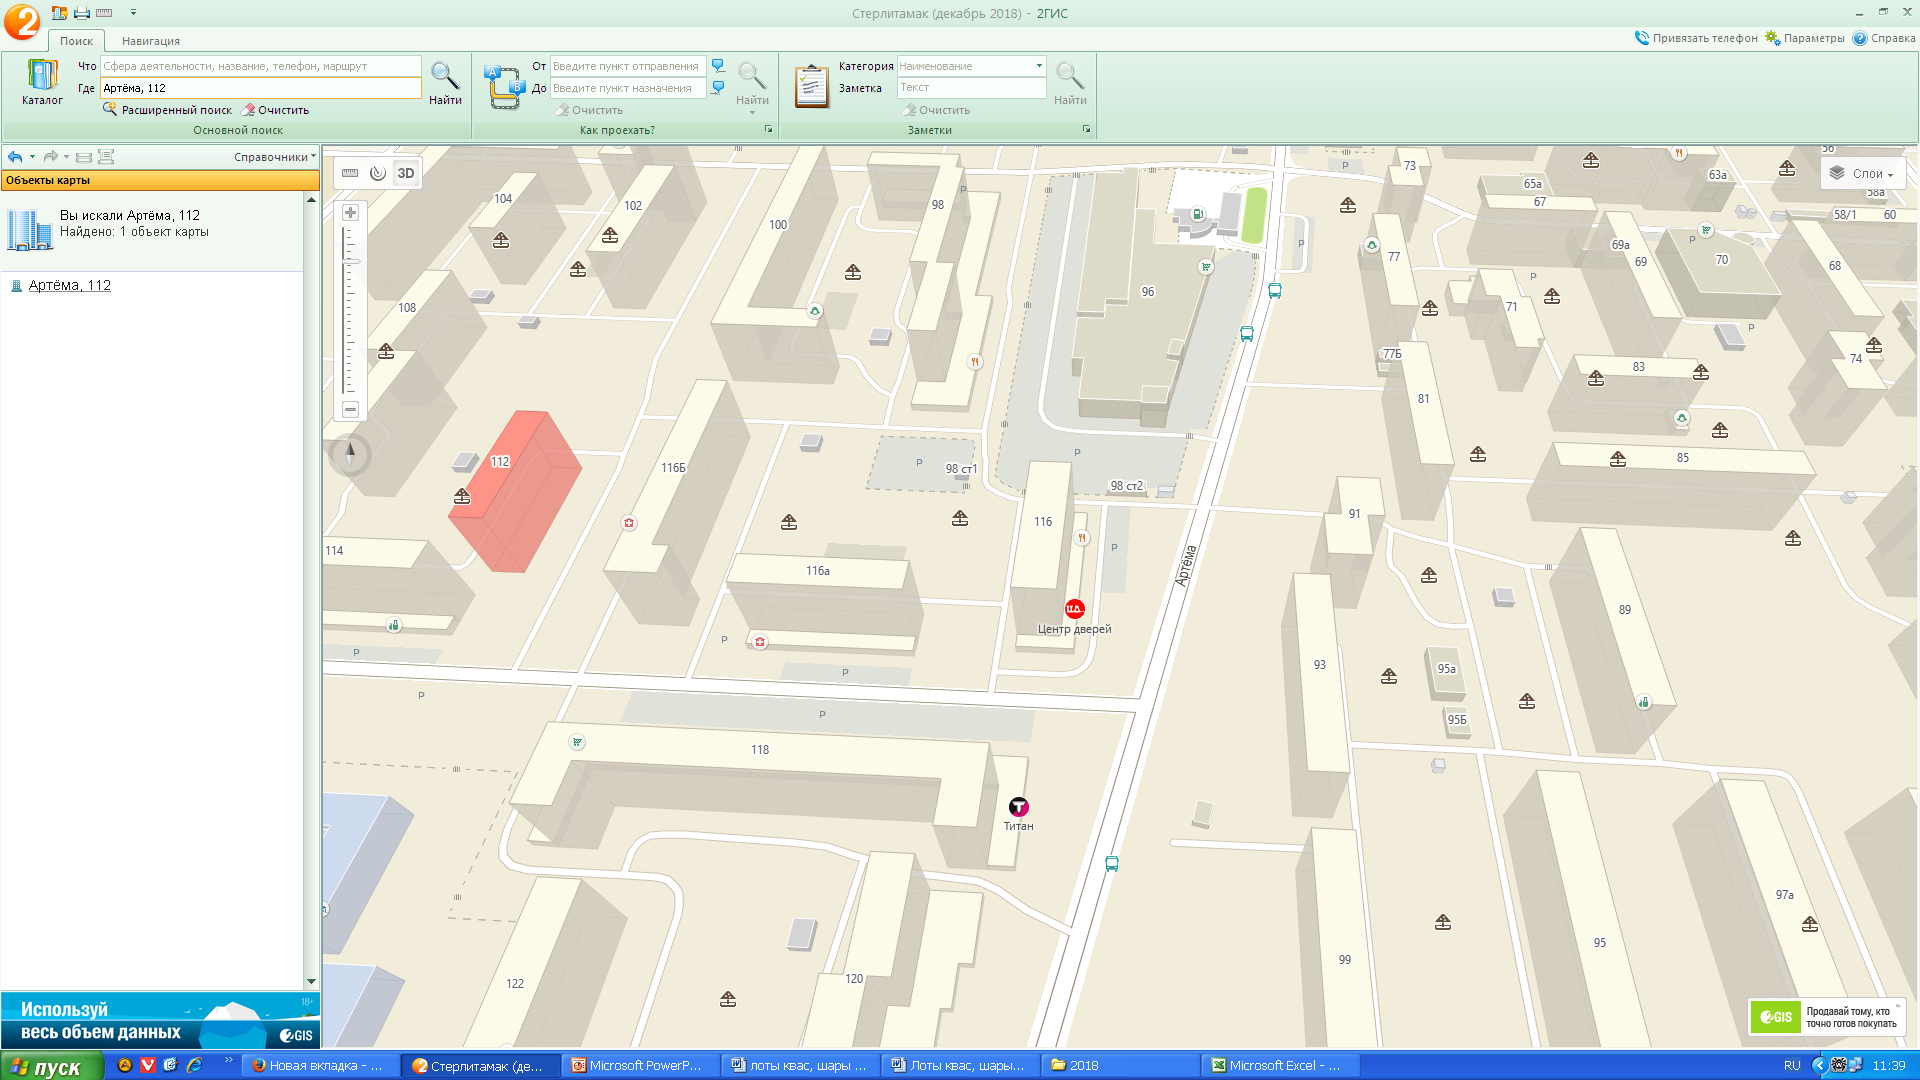 Стерлитамак (декабрь 2018) - 2ГИС
Поиск
Навигация
Привязать телефон
Параметры
Справка
Каталог
Что
Сфера деятельности, название, телефон, маршрут
Где
Артёма, 112
Найти
Расширенный поиск
Очистить
Основной поиск
От
Введите пункт отправления
До
Введите пункт назначения
Найти
Очистить
Как проехать?
Категория
Наименование
Заметка
Текст
Найти
Очистить
Заметки
Справочники
Объекты карты
Вы искали Артёма, 112
Найдено: 1 объект карты
Артёма, 112
Используй
весь объем данных
18+
2GIS
3D
Слои
104
102
100
98
P
P
73
56
63а
65а
67
58а
58/1
60
69а
69
P
70
68
77
P
96
71
P
P
108
77Б
83
74
81
112
116Б
P
98 ст1
P
98 ст2
85
116
91
P
114
116а
Артёма
89
Центр дверей
P
P
P
P
93
95а
95Б
P
118
Титан
122
120
99
95
97а
2GIS
Продавай тому, кто
точно готов покупать
пуск
Новая вкладка - ...
Стерлитамак (де...
Microsoft PowerP...
лоты квас, шары ...
Лоты квас, шары...
2018
Microsoft Excel - ...
RU
11:39